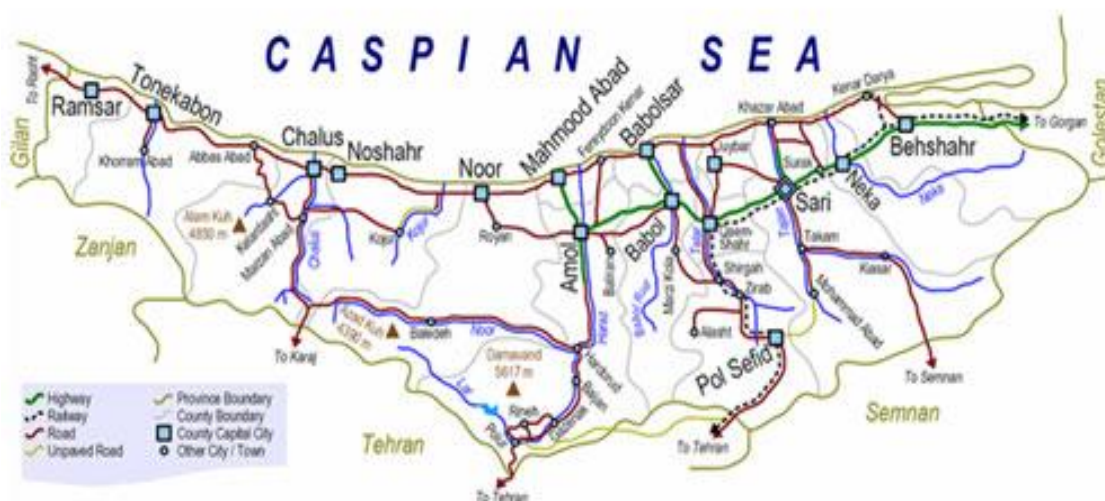 CASPIAN SEA
To Rasht
Ramsar
Tonekabon
Gilan
Khorram Abad
Abbas Abad
Chalus
Noshahr
Noor
Mahmood Abad
Fereydoon Kenar
Babolsar
Khazar Abad
Kenar Darya
To Gorgan
Golestan
Behshahr
Juybar
Surak
Neka
Neka
Sari
Alam Kuh
4850 m
Kelardasht
Marzan Abad
Chalus
Kojur
Kojur
Royan
Amol
Babol
Talar
Qaem-
Shahr
Takam
Kiasar
Zanjan
Shirgah
Zirab
Babol Rud
Mohammad Abad
Azad Kuh
4390 m
Baladeh
Noor
Haraz
Alasht
Pol Sefid
To Karaj
Damavand
5617 m
Lar
Rineh
Polur
To Semnan
Semnan
Tehran
To Tehran
To Tehran
Highway
Railway
Road
Unpaved Road
Province Boundary
County Boundary
County Capital City
Other City / Town